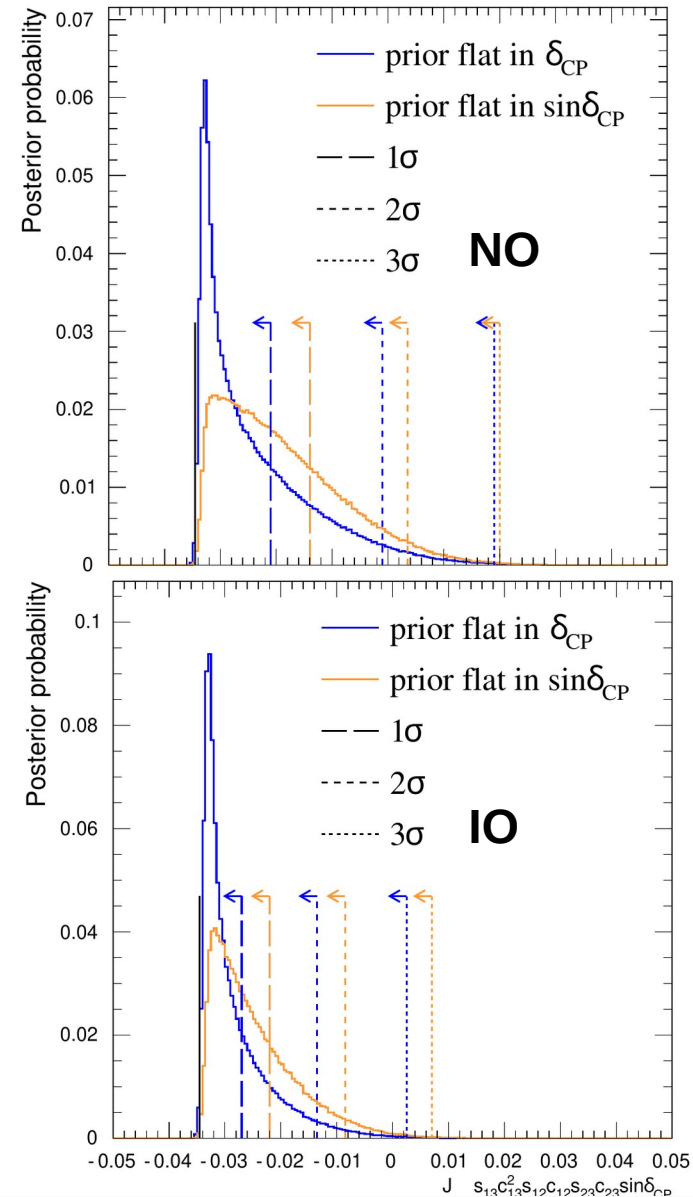 0.07
0.06
0.05
0.04
0.03
0.02
0.01
0
Posterior probability
prior flat in δCP
prior flat in sinδCP
1σ
2σ
3σ
NO
0.1
0.08
0.06
0.04
0.02
0
Posterior probability
prior flat in δCP
prior flat in sinδCP
1σ
2σ
3σ
IO
-0.05 -0.04 -0.03 -0.02 -0.01 0 0.01 0.02 0.03 0.04 0.05
J s₁₃c²₁₃s₁₂c₁₂s₂₃c₂₃sinδCP